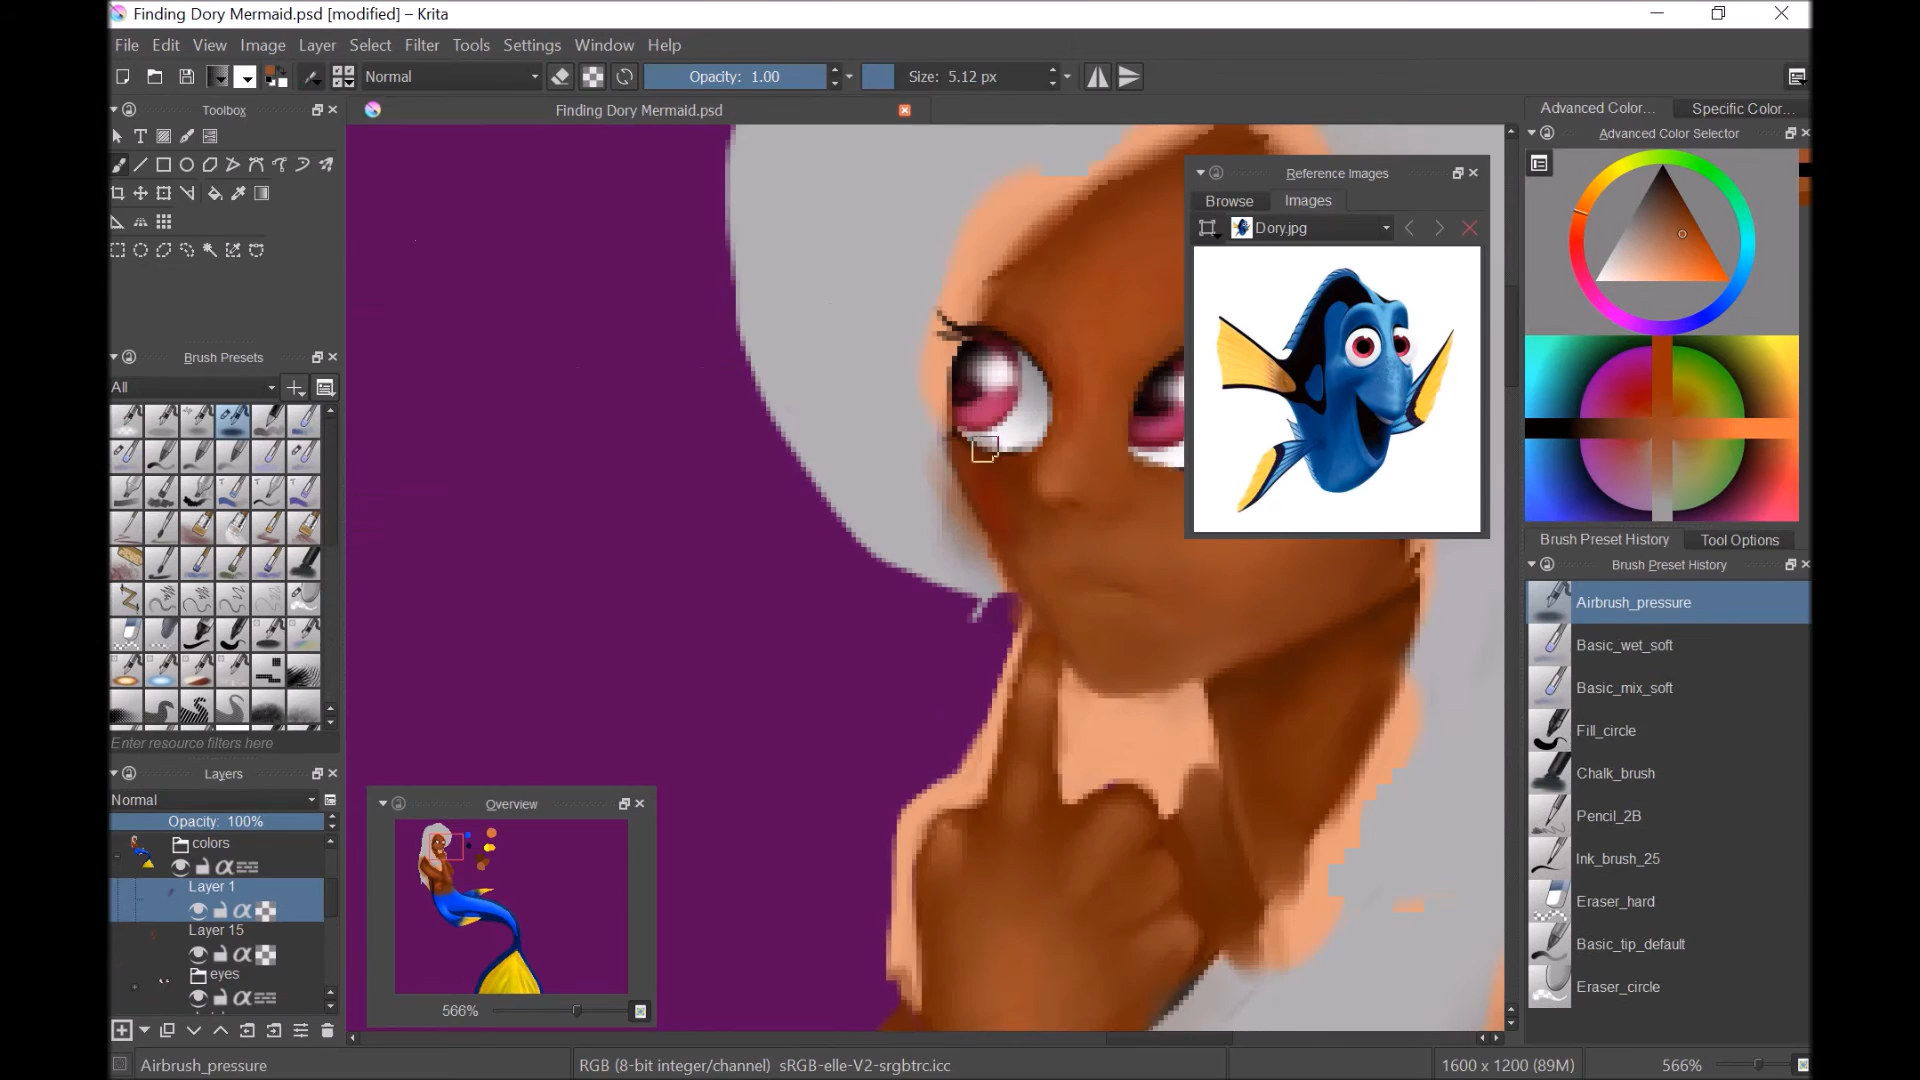 Finding Dory Mermaid.psd [modified] – Krita
File Edit View Image Layer Select Filter Tools Settings Window Help
Normal
Opacity: 1.00
Size: 5.12 px
Toolbox
Finding Dory Mermaid.psd
Advanced Color...
Specific Color...
Advanced Color Selector
Reference Images
Browse
Images
Dory.jpg
Brush Presets
All
Enter resource filters here
Brush Preset History
Tool Options
Brush Preset History
Airbrush_pressure
Basic_wet_soft
Basic_mix_soft
Fill_circle
Chalk_brush
Pencil_2B
Ink_brush_25
Eraser_hard
Basic_tip_default
Eraser_circle
Layers
Normal
Opacity: 100%
colors
Layer 1
Layer 15
eyes
Overview
566%
Airbrush_pressure
RGB (8-bit integer/channel) sRGB-elle-V2-srgbtrc.icc
1600 x 1200 (89M)
566%